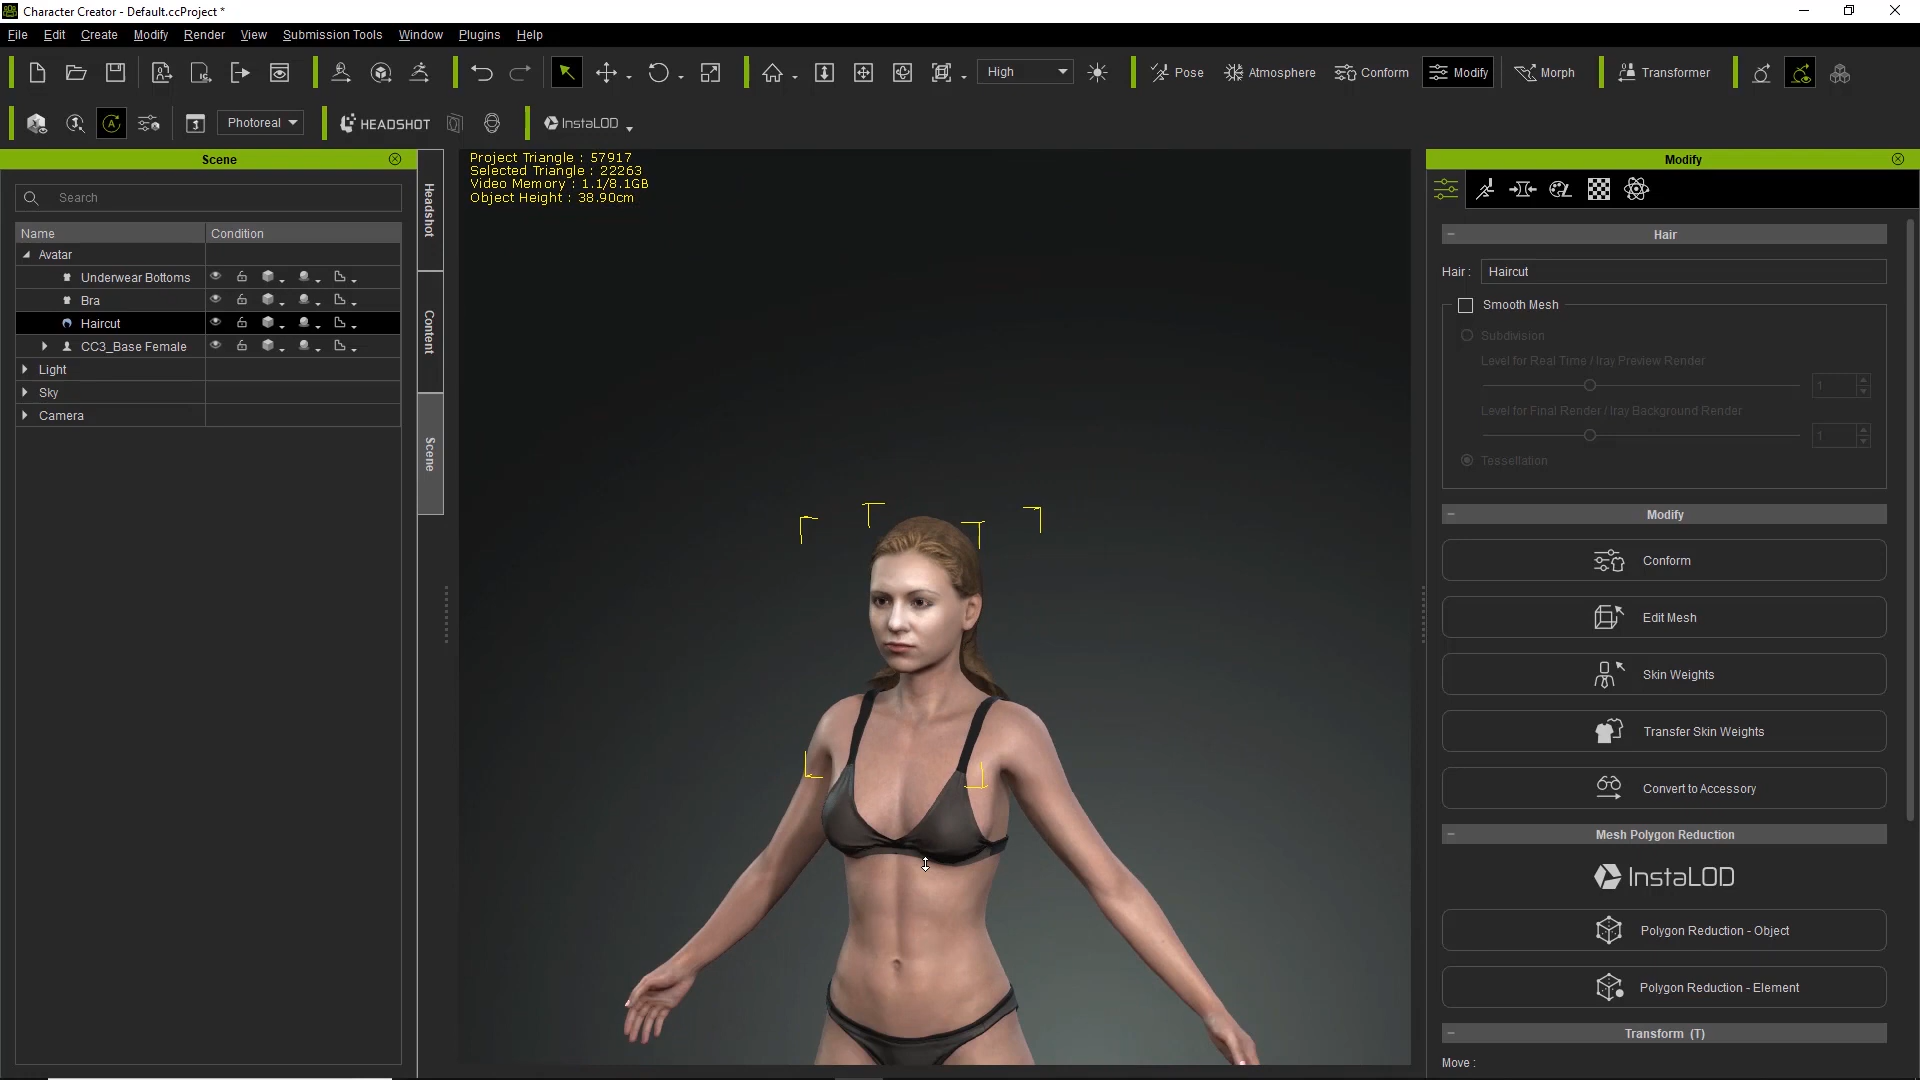 Character Creator - Default.ccProject *
File Edit Create Modify Render View Submission Tools Window Plugins Help
High Pose Atmosphere Conform Modify Morph Transformer
Photoreal HEADSHOT InstaLOD
Scene
Search
Name Condition
Avatar
Underwear Bottoms
Bra
Haircut
CC3_Base Female
Light
Sky
Camera
Headshot
Content
Scene
Project Triangle : 57917
Selected Triangle : 22263
Video Memory : 1.1/8.1GB
Object Height : 38.90cm
Modify
Hair
Hair : Haircut
Smooth Mesh
Subdivision
Level for Real Time / Iray Preview Render
1
Level for Final Render / Iray Background Render
1
Tessellation
Modify
Conform
Edit Mesh
Skin Weights
Transfer Skin Weights
Convert to Accessory
Mesh Polygon Reduction
InstaLOD
Polygon Reduction - Object
Polygon Reduction - Element
Transform (T)
Move :